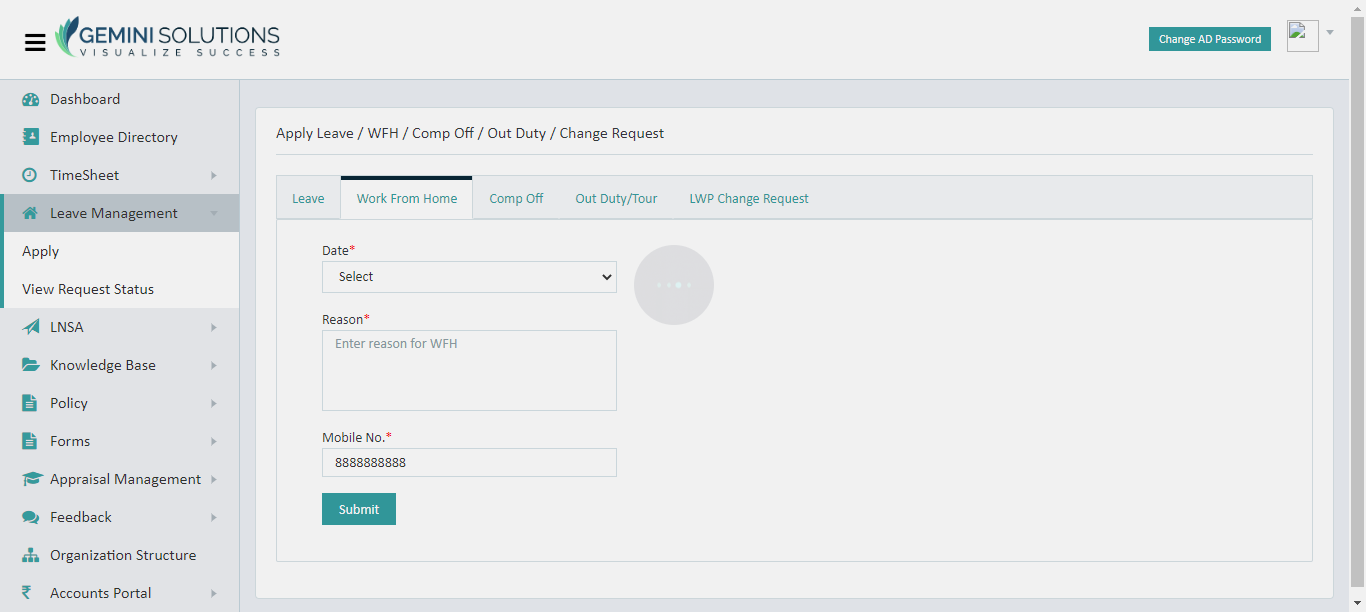 GEMINI SOLUTIONS
VISUALIZE SUCCESS
Change AD Password
Dashboard
Employee Directory
TimeSheet
Leave Management
Apply
View Request Status
LNSA
Knowledge Base
Policy
Forms
Appraisal Management
Feedback
Organization Structure
Accounts Portal
Apply Leave / WFH / Comp Off / Out Duty / Change Request
Leave Work From Home Comp Off Out Duty/Tour LWP Change Request
Date*
Select
Reason*
Enter reason for WFH
Mobile No.*
8888888888
Submit